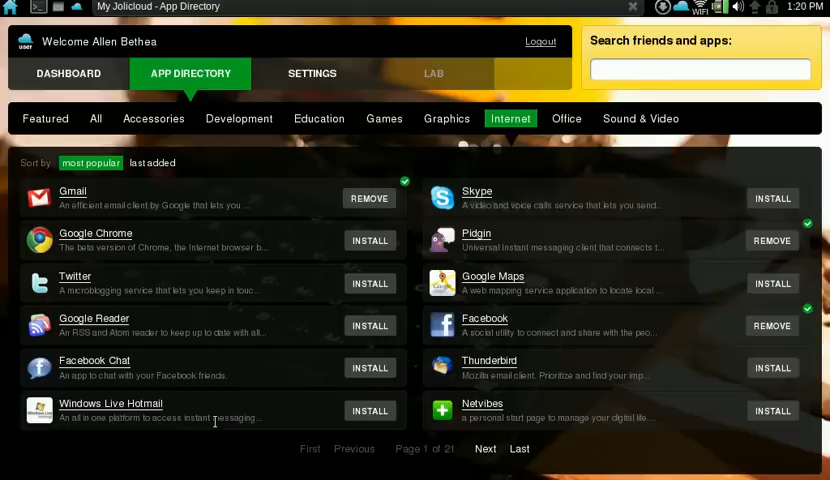 My Jolicloud - App Directory
WIFI
1:20 PM
user
Welcome Allen Bethea
Logout
Search friends and apps:
DASHBOARD
APP DIRECTORY
SETTINGS
LAB
Featured
All
Accessories
Development
Education
Games
Graphics
Internet
Office
Sound & Video
Sort by:
most popular
last added
Gmail
An efficient email client by Google that lets you ...
REMOVE
Skype
A video and voice calls service that lets you send...
INSTALL
Google Chrome
The beta version of Chrome, the Internet browser b...
INSTALL
Pidgin
Universal Instant messaging client that connects t...
REMOVE
Twitter
A microblogging service that lets you keep in touc...
INSTALL
Google Maps
A web mapping service application to locate local ...
INSTALL
Google Reader
An RSS and Atom reader to keep up to date with all...
INSTALL
Facebook
A social utility to connect and share with the peo...
REMOVE
Facebook Chat
An app to chat with your Facebook friends.
INSTALL
Thunderbird
Mozilla email client. Prioritize and find your imp...
INSTALL
Windows Live Hotmail
An all in one platform to access instant messaging...
INSTALL
Netvibes
a personal start page to manage your digital life....
INSTALL
First
Previous
Page 1 of 21
Next
Last